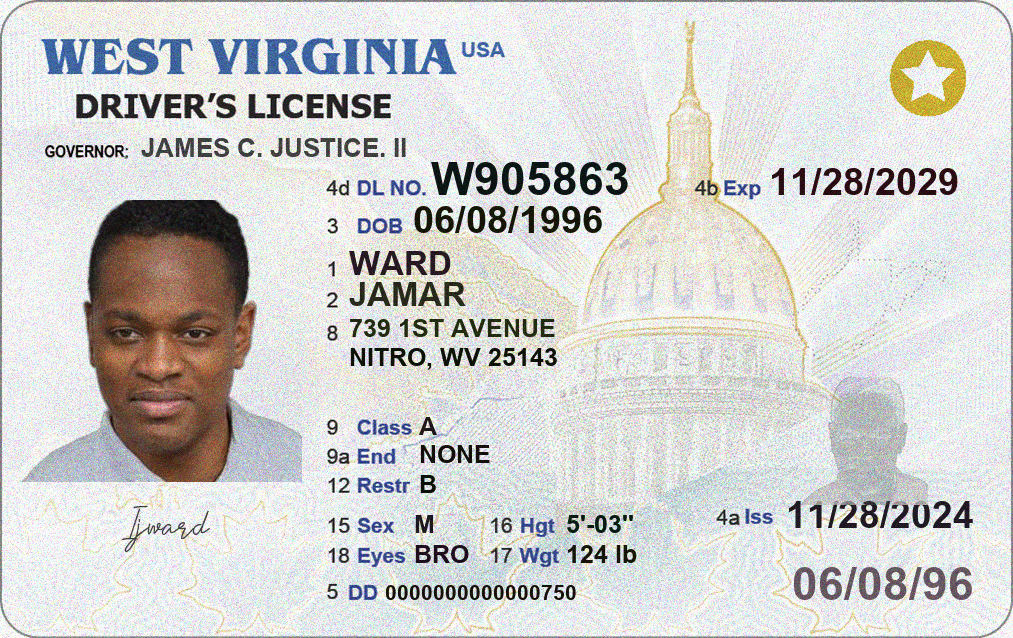 WEST VIRGINIA USA
DRIVER'S LICENSE
GOVERNOR: JAMES C. JUSTICE. II
4d DL NO. W905863 4b Exp 11/28/2029
3 DOB 06/08/1996
1 WARD
2 JAMAR
8 739 1ST AVENUE
NITRO, WV 25143
9 Class A
9a End NONE
12 Restr B
15 Sex M 16 Hgt 5'-03" 4a Iss 11/28/2024
18 Eyes BRO 17 Wgt 124 lb
5 DD 0000000000000750
06/08/96
Jward